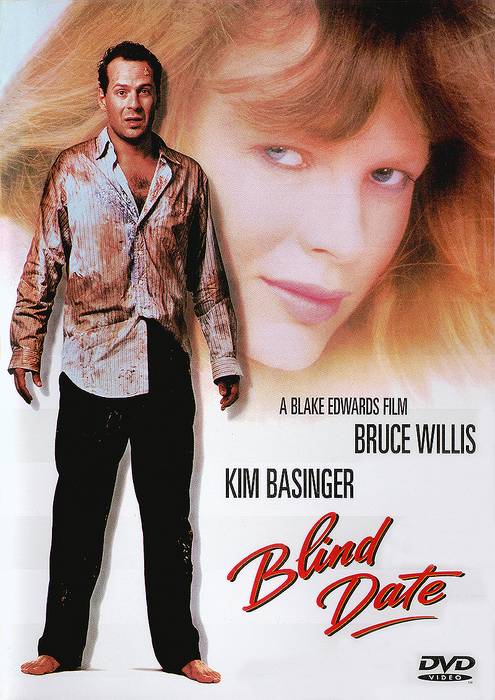 A BLAKE EDWARDS FILM
BRUCE WILLIS
KIM BASINGER
Blind
Date
DVD
VIDEO